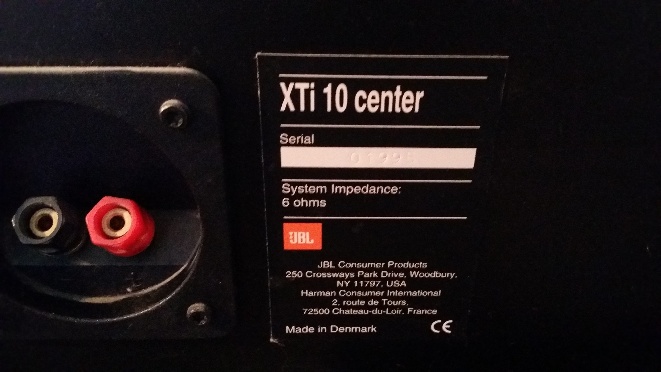 XTi 10 center
Serial
System Impedance:
6 ohms
JBL
JBL Consumer Products
250 Crossways Park Drive, Woodbury,
NY 11797, USA
Harman Consumer International
2, route de Tours,
72500 Chateau-du-Loir, France
Made in Denmark CE